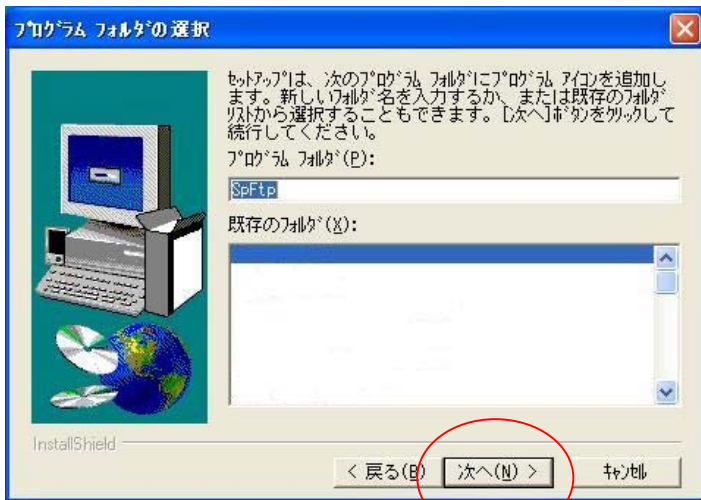 ﾌﾟﾛｸﾞﾗﾑ ﾌｫﾙﾀﾞの選択
ｾｯﾄｱｯﾌﾟは、次のﾌﾟﾛｸﾞﾗﾑ ﾌｫﾙﾀﾞにﾌﾟﾛｸﾞﾗﾑ ｱｲｺﾝを追加し
ます。新しいﾌｫﾙﾀﾞ名を入力するか、または既存のﾌｫﾙﾀﾞ
ﾘｽﾄから選択することもできます。[次へ]ﾎﾞﾀﾝをｸﾘｯｸして
続行してください。
ﾌﾟﾛｸﾞﾗﾑ ﾌｫﾙﾀﾞ(P):
SpFtp
既存のﾌｫﾙﾀﾞ(X):
InstallShield
< 戻る(B)
次へ(N) >
ｷｬﾝｾﾙ